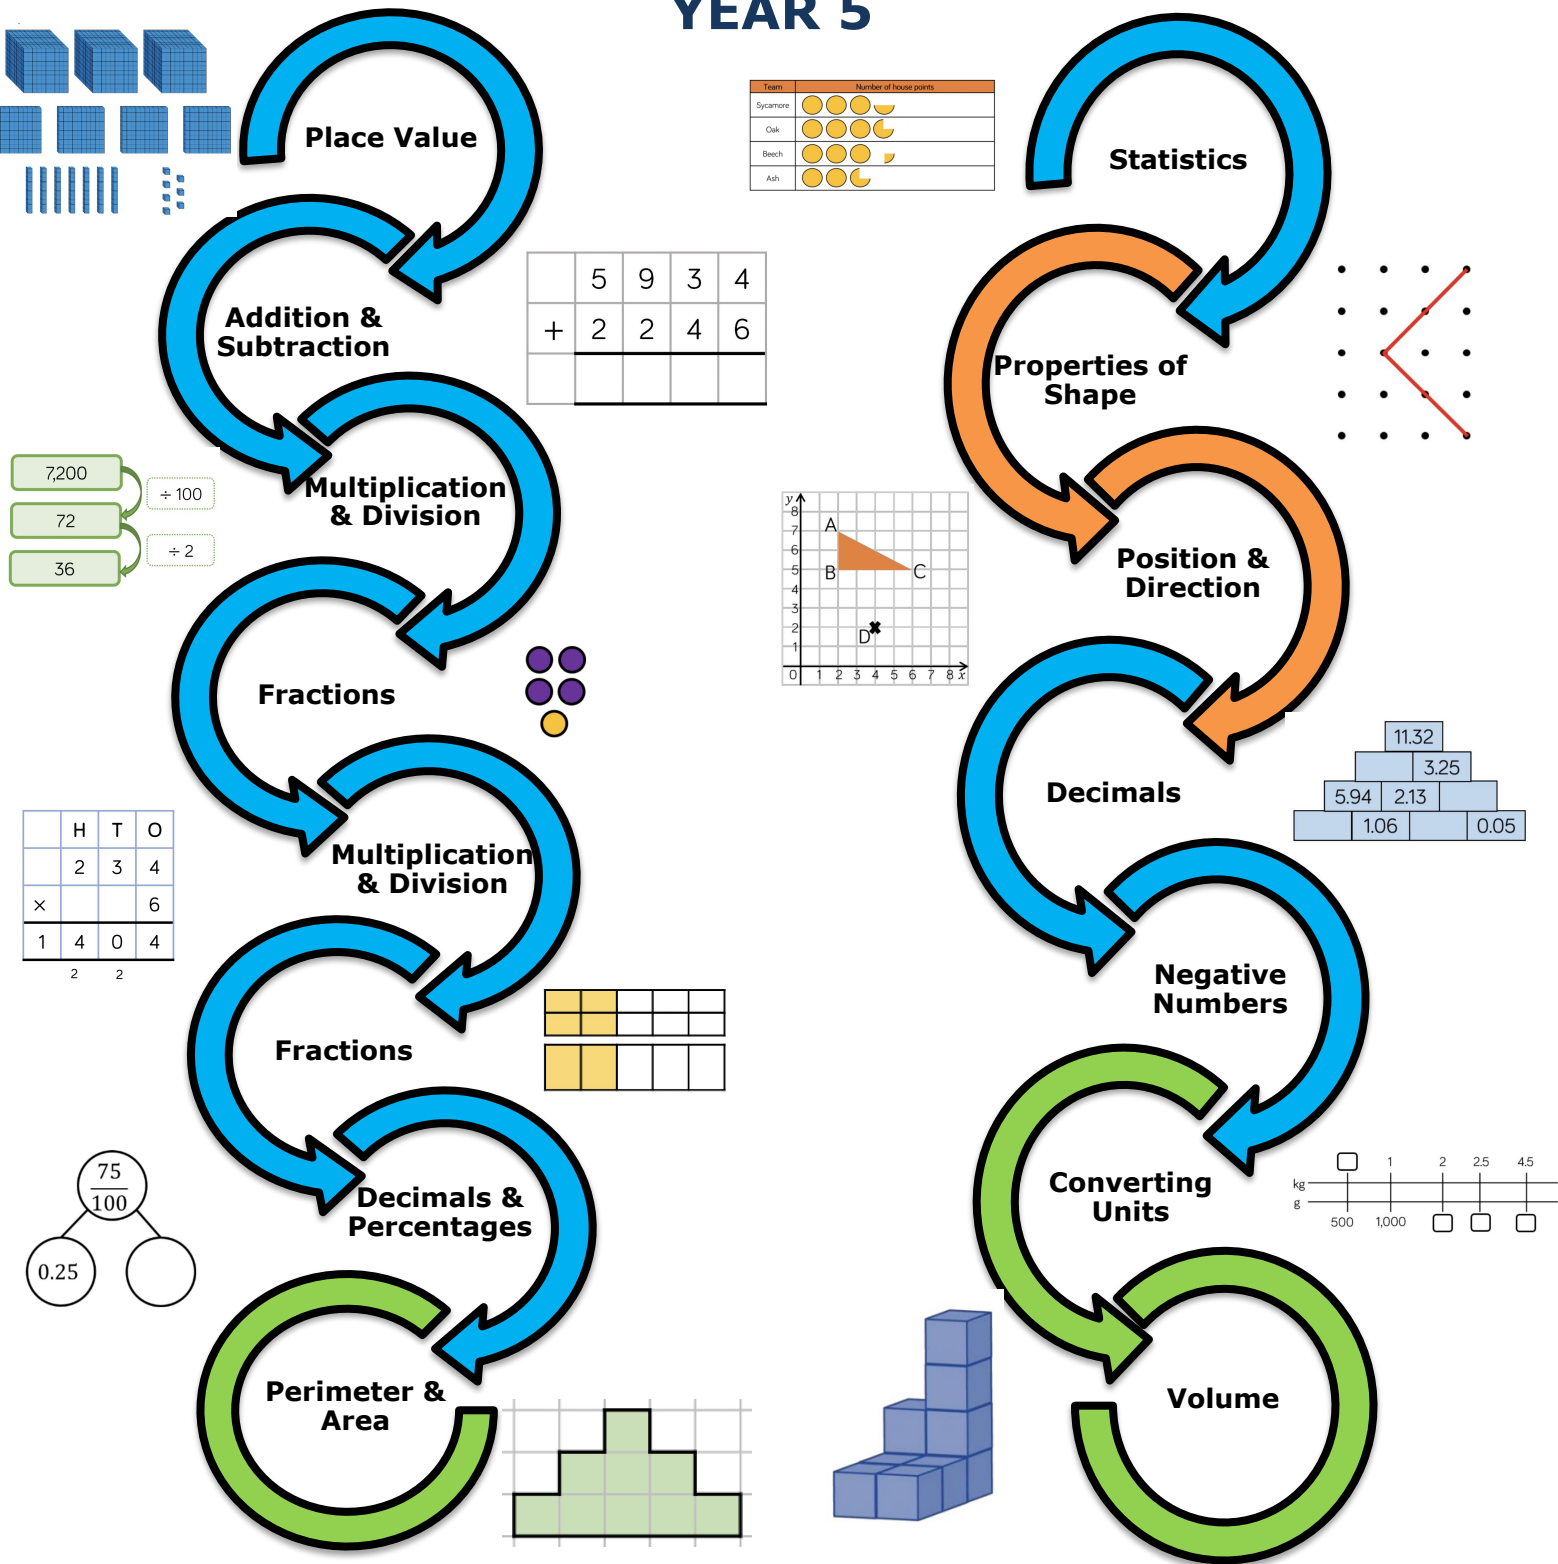 YEAR 5
Place Value
Addition &
Subtraction
5 9 3 4
+ 2 2 4 6
Multiplication
& Division
7,200
÷ 100
72
÷ 2
36
Fractions
Multiplication
& Division
H T O
2 3 4
× 6
1 4 0 4
2 2
Fractions
Decimals &
Percentages
75
100
0.25
Perimeter &
Area
Team Number of house points
Sycamore
Oak
Beech
Ash
Statistics
Properties of
Shape
Position &
Direction
y
8
7
6
5
4
3
2
1
0 1 2 3 4 5 6 7 8 x
A
B
C
D
Decimals
11.32
3.25
5.94 2.13
1.06 0.05
Negative
Numbers
Converting
Units
1 2 2.5 4.5
kg
g
500 1,000
Volume